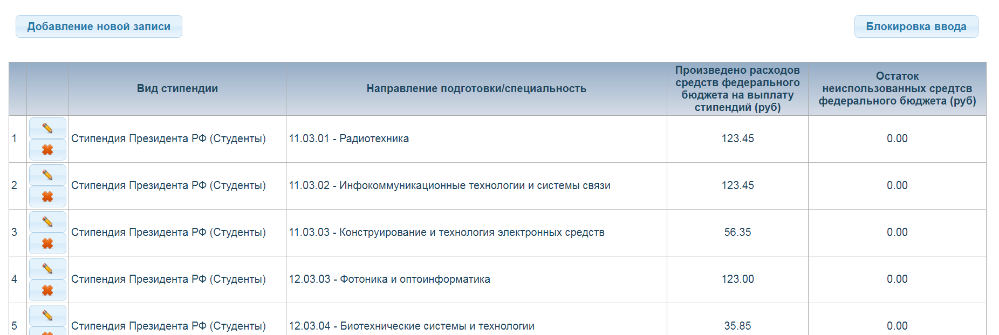 Добавление новой записи
Блокировка ввода
Вид стипендии
Направление подготовки/специальность
Произведено расходов
средств федерального
бюджета на выплату
стипендий (руб)
Остаток
неиспользованных средтсв
федерального бюджета (руб)
1 Стипендия Президента РФ (Студенты) 11.03.01 - Радиотехника 123.45 0.00
2 Стипендия Президента РФ (Студенты) 11.03.02 - Инфокоммуникационные технологии и системы связи 123.45 0.00
3 Стипендия Президента РФ (Студенты) 11.03.03 - Конструирование и технология электронных средств 56.35 0.00
4 Стипендия Президента РФ (Студенты) 12.03.03 - Фотоника и оптоинформатика 123.00 0.00
5 Стипендия Президента РФ (Студенты) 12.03.04 - Биотехнические системы и технологии 35.85 0.00